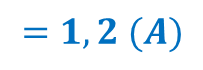 = 1,2 (A)